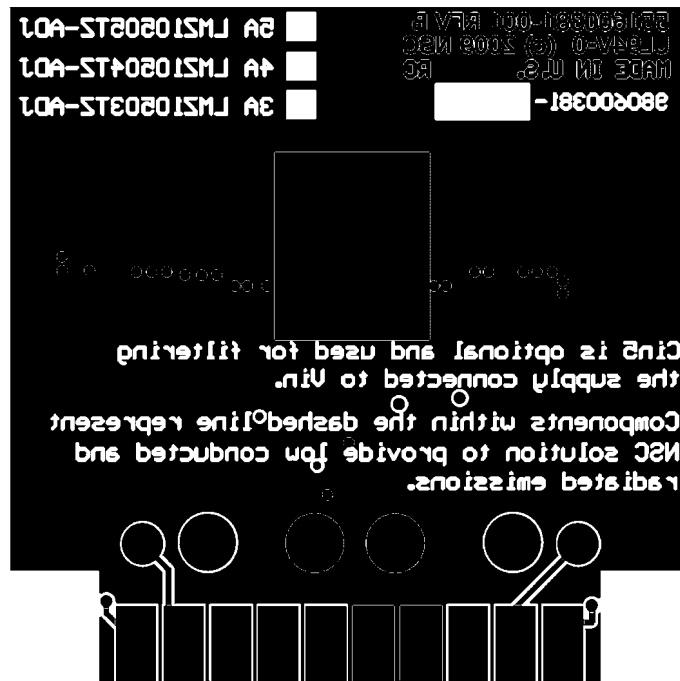 551600381-001 REV B
UL94V-0 (C) 2009 NSC
MADE IN U.S. RC
980600381-
5A LMZ10505TZ-ADJ
4A LMZ10504TZ-ADJ
3A LMZ10503TZ-ADJ
Cin5 is optional and used for filtering
the supply connected to Vin.
Components within the dashed line represent
NSC solution to provide low conducted and
radiated emissions.